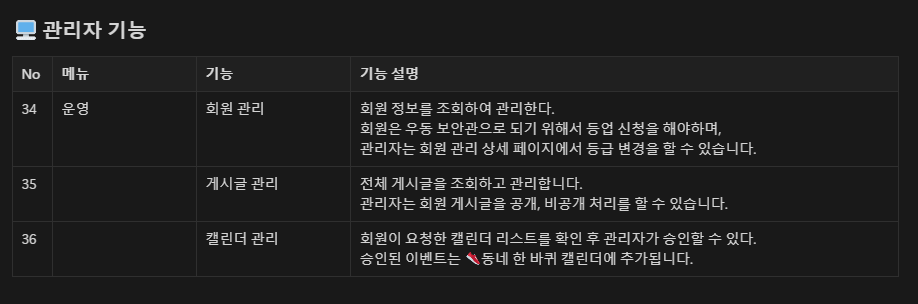 🖥️ 관리자 기능
No 메뉴 기능 기능 설명
34 운영 회원 관리 회원 정보를 조회하여 관리한다.
회원은 우동 보안관으로 되기 위해서 등업 신청을 해야하며,
관리자는 회원 관리 상세 페이지에서 등급 변경을 할 수 있습니다.
35 게시글 관리 전체 게시글을 조회하고 관리합니다.
관리자는 회원 게시글을 공개, 비공개 처리를 할 수 있습니다.
36 캘린더 관리 회원이 요청한 캘린더 리스트를 확인 후 관리자가 승인할 수 있다.
승인된 이벤트는 동네 한 바퀴 캘린더에 추가됩니다.